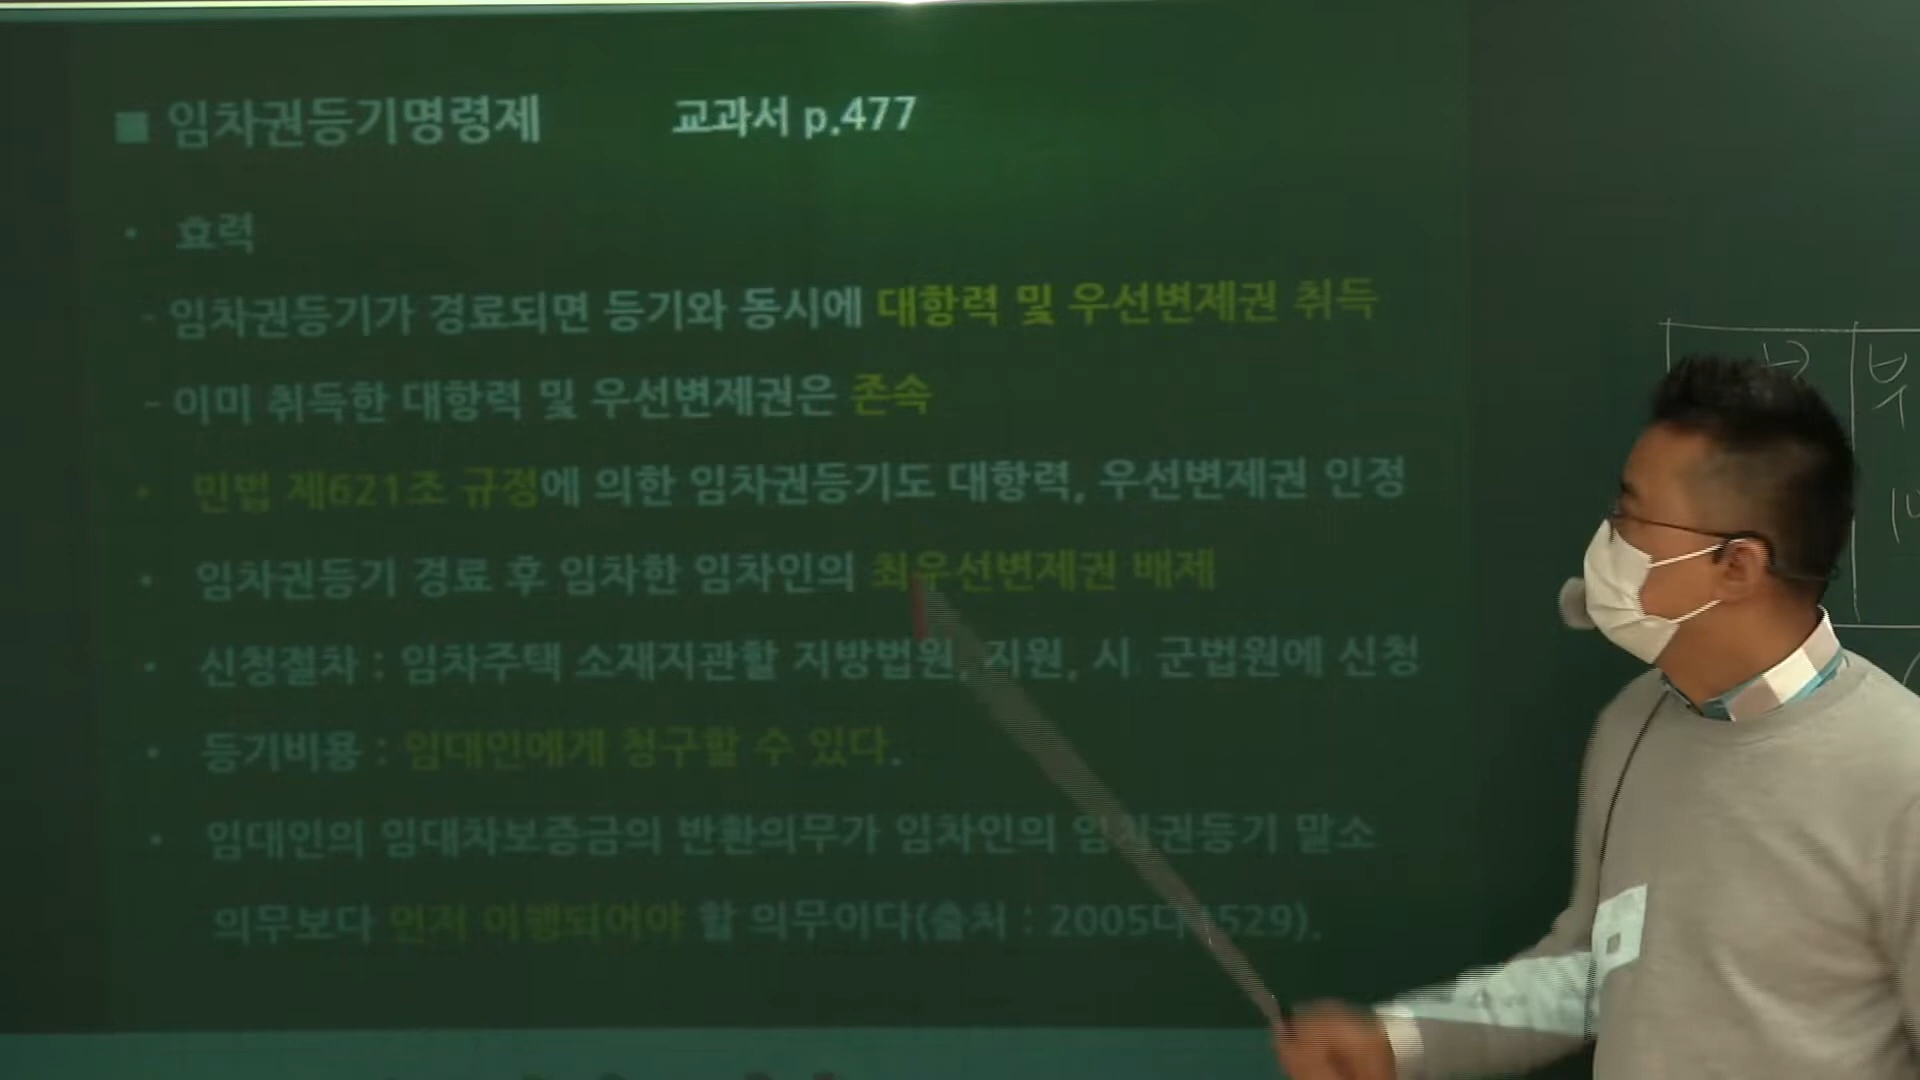 ■ 임차권등기명령제 교과서 p.477
• 효력
- 임차권등기가 경료되면 등기와 동시에 대항력 및 우선변제권 취득
- 이미 취득한 대항력 및 우선변제권은 존속
• 민법 제621조 규정에 의한 임차권등기도 대항력, 우선변제권 인정
• 임차권등기 경료 후 임차한 임차인의 최우선변제권 배제
• 신청절차 : 임차주택 소재지관할 지방법원, 지원, 시 군법원에 신청
• 등기비용 : 임대인에게 청구할 수 있다.
• 임대인의 임대차보증금의 반환의무가 임차인의 임차권등기 말소
의무보다 먼저 이행되어야 할 의무이다(출처 : 2005다4529).
부